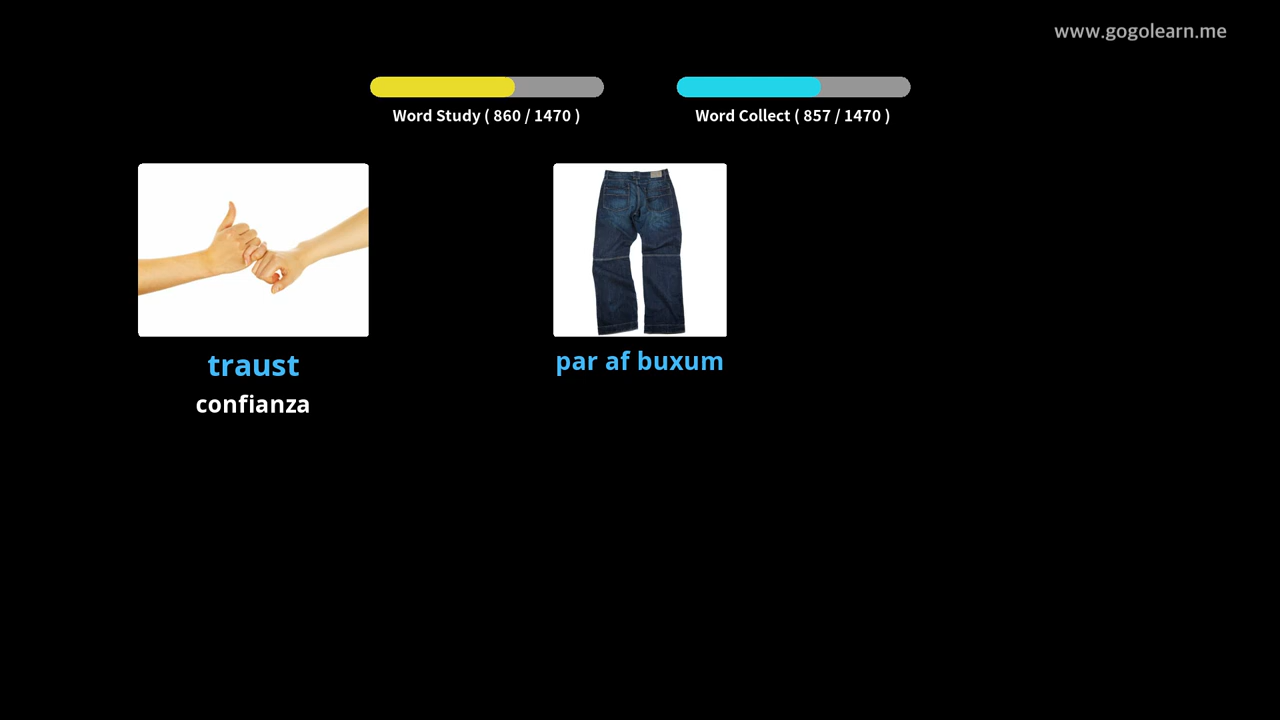 www.gogolearn.me
Word Study ( 860 / 1470 )
Word Collect ( 857 / 1470 )
traust
confianza
par af buxum